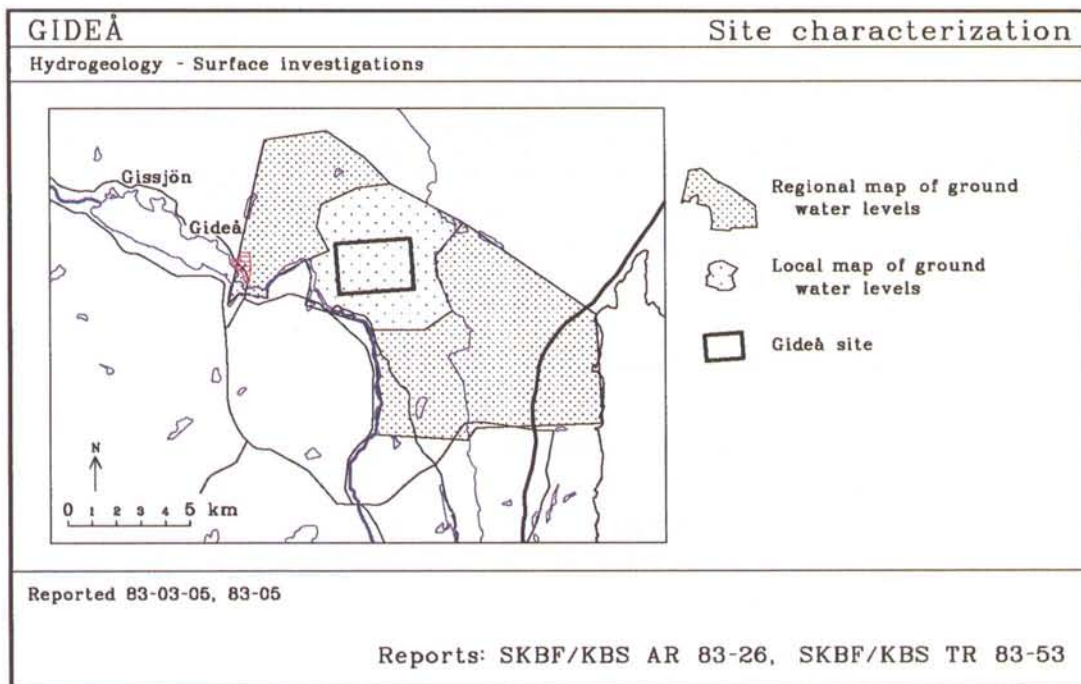 GIDEÅ
Site characterization
Hydrogeology - Surface investigations
Gissjön
Gideå
N
0 1 2 3 4 5 km
Regional map of ground
water levels
Local map of ground
water levels
Gideå site
Reported 83-03-05, 83-05
Reports: SKBF/KBS AR 83-26, SKBF/KBS TR 83-53